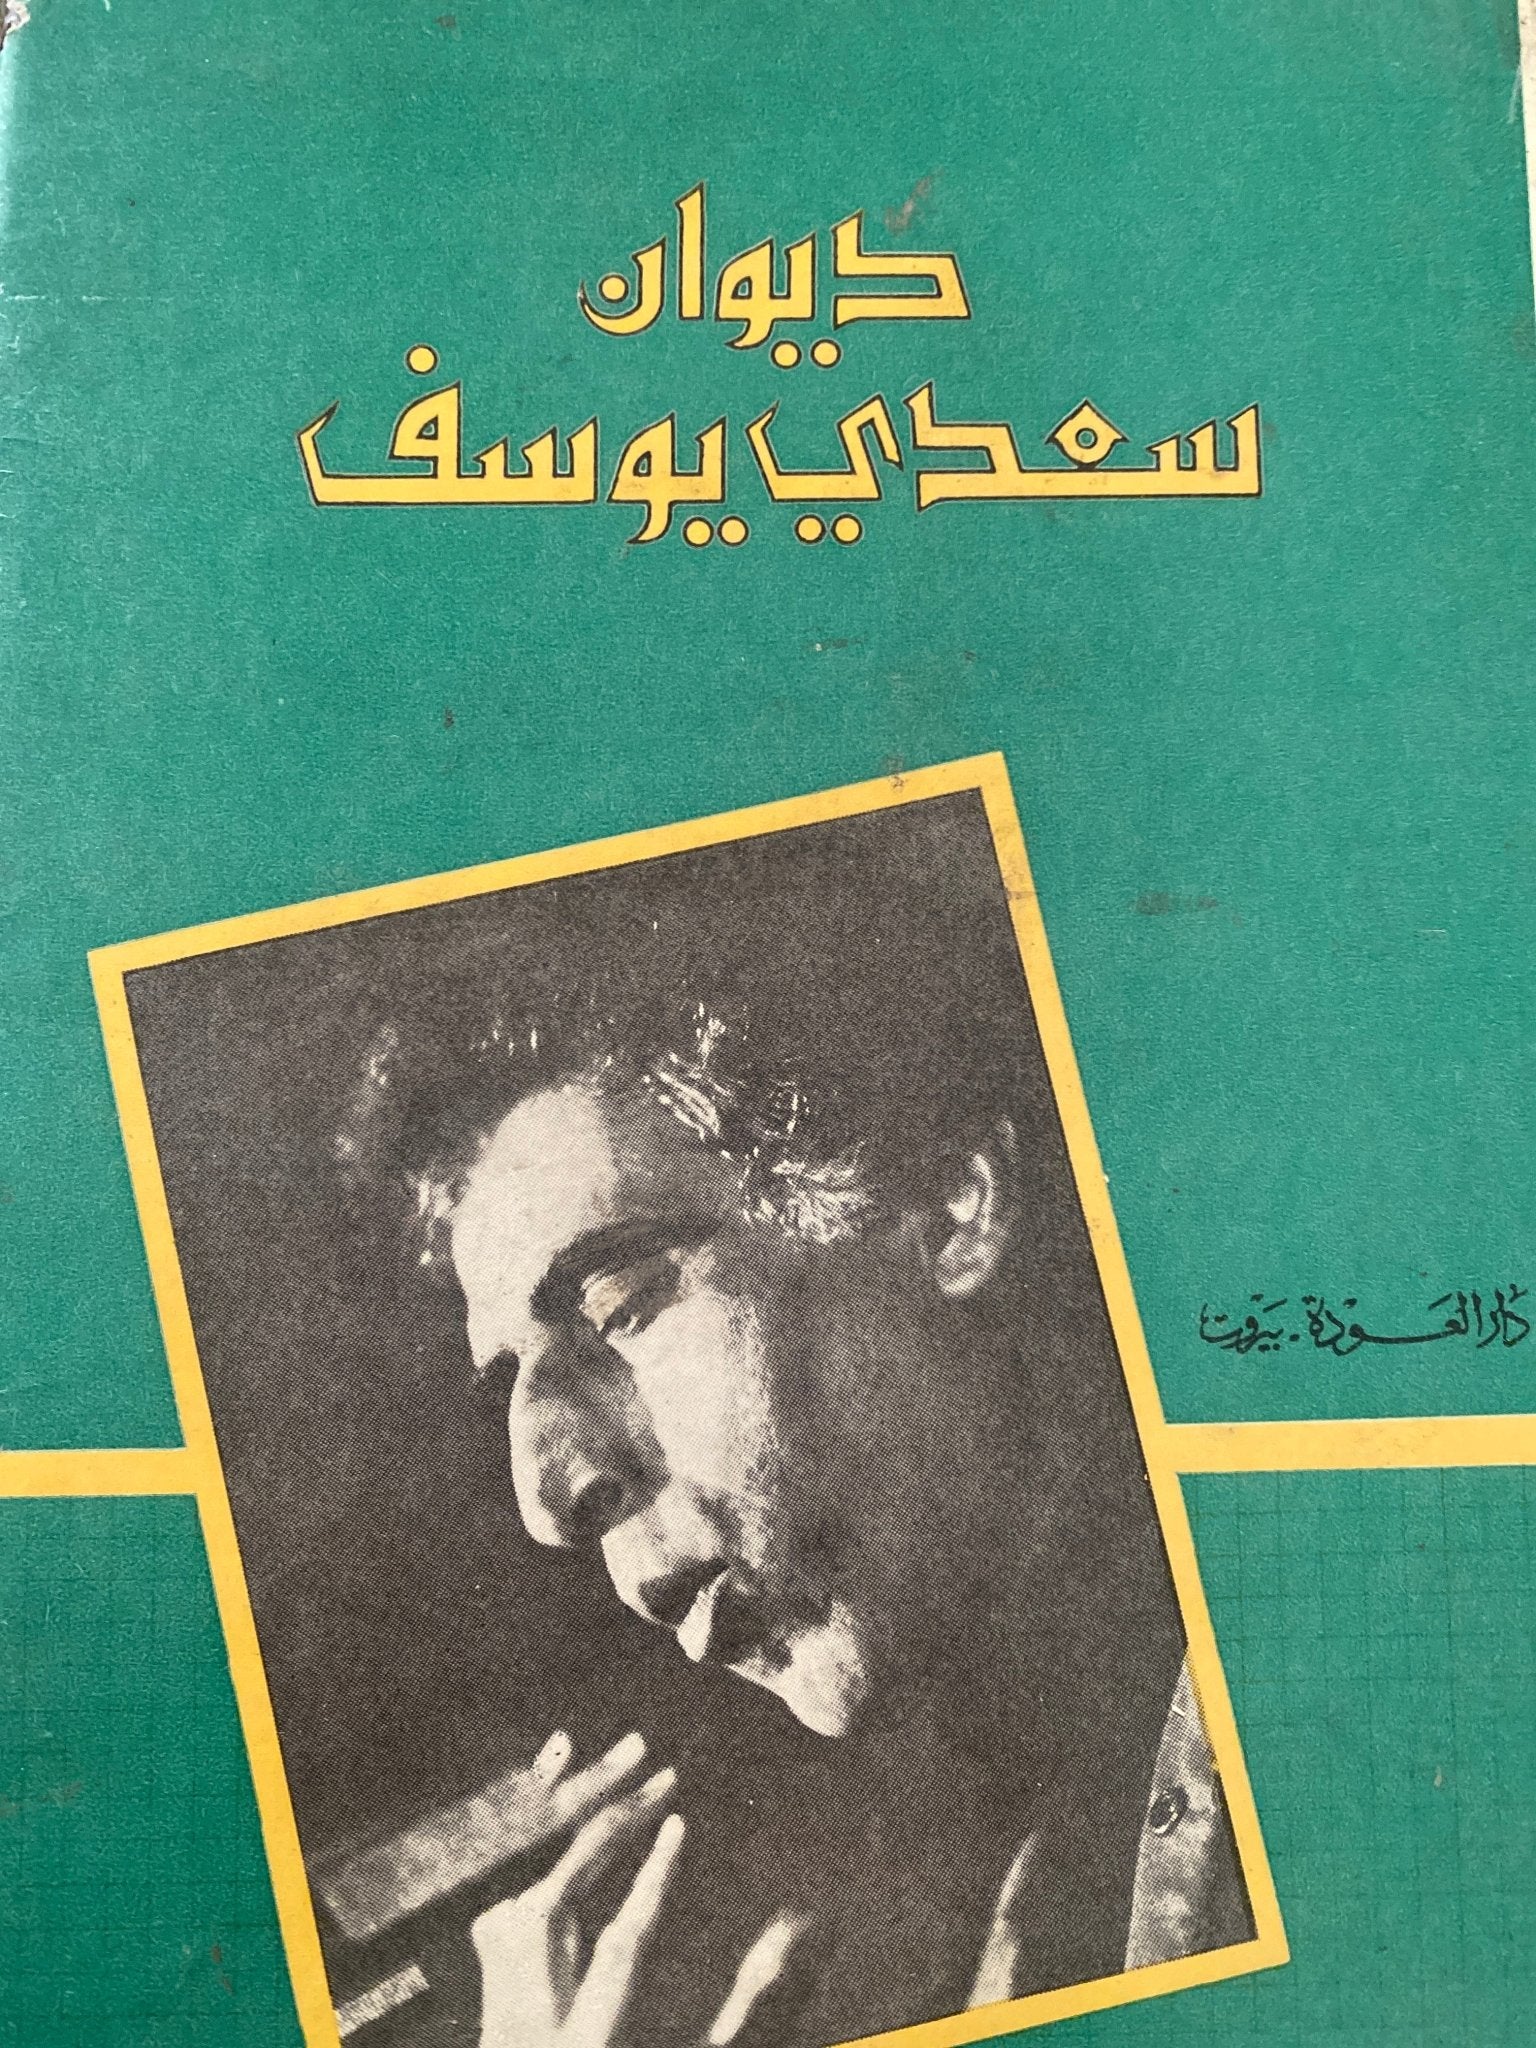 ديوان
سعدي يوسف
دار العودة . بيروت